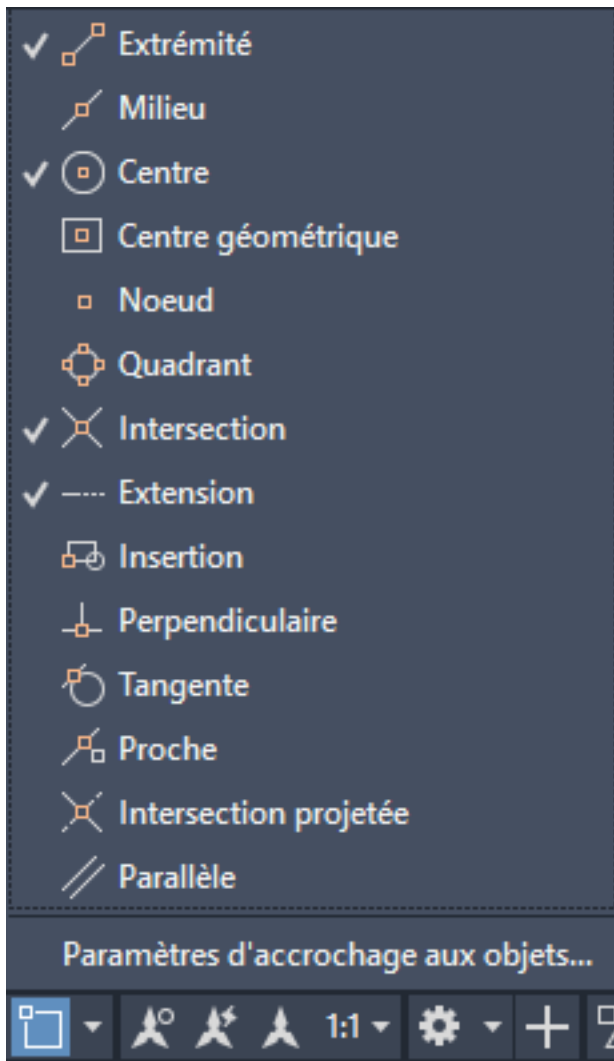 Extrémité
Milieu
Centre
Centre géométrique
Noeud
Quadrant
Intersection
Extension
Insertion
Perpendiculaire
Tangente
Proche
Intersection projetée
Parallèle
Paramètres d'accrochage aux objets...
1:1